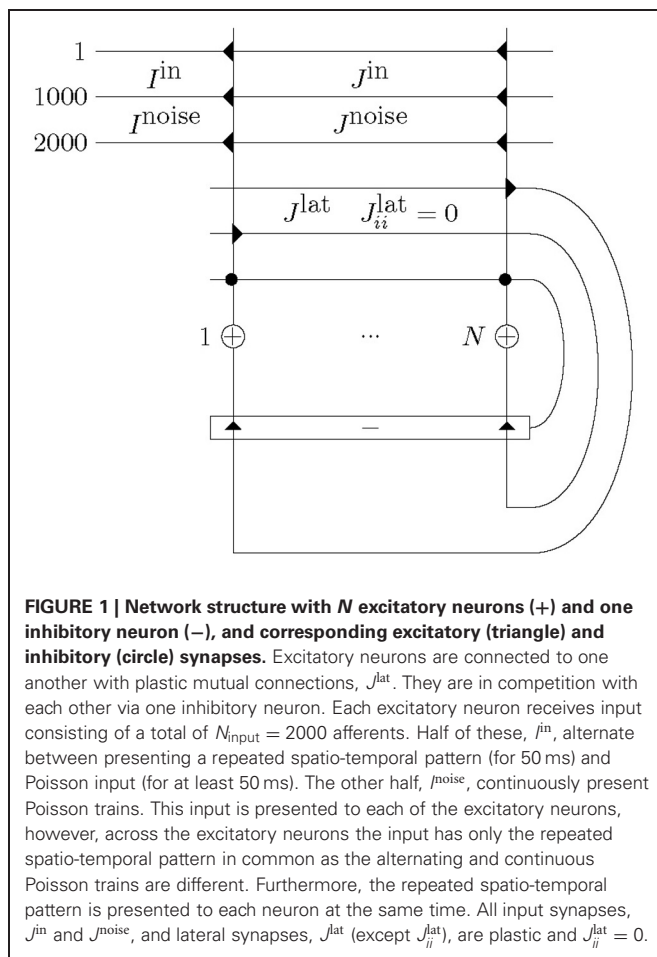 1
I^in J^in
1000
I^noise J^noise
2000
J^lat J_ii^lat = 0
1 + ... N +
−
FIGURE 1 | Network structure with N excitatory neurons (+) and one
inhibitory neuron (−), and corresponding excitatory (triangle) and
inhibitory (circle) synapses. Excitatory neurons are connected to one
another with plastic mutual connections, J^lat. They are in competition with
each other via one inhibitory neuron. Each excitatory neuron receives input
consisting of a total of N_input = 2000 afferents. Half of these, I^in, alternate
between presenting a repeated spatio-temporal pattern (for 50 ms) and
Poisson input (for at least 50 ms). The other half, I^noise, continuously present
Poisson trains. This input is presented to each of the excitatory neurons,
however, across the excitatory neurons the input has only the repeated
spatio-temporal pattern in common as the alternating and continuous
Poisson trains are different. Furthermore, the repeated spatio-temporal
pattern is presented to each neuron at the same time. All input synapses,
J^in and J^noise, and lateral synapses, J^lat (except J_ii^lat), are plastic and J_ii^lat = 0.